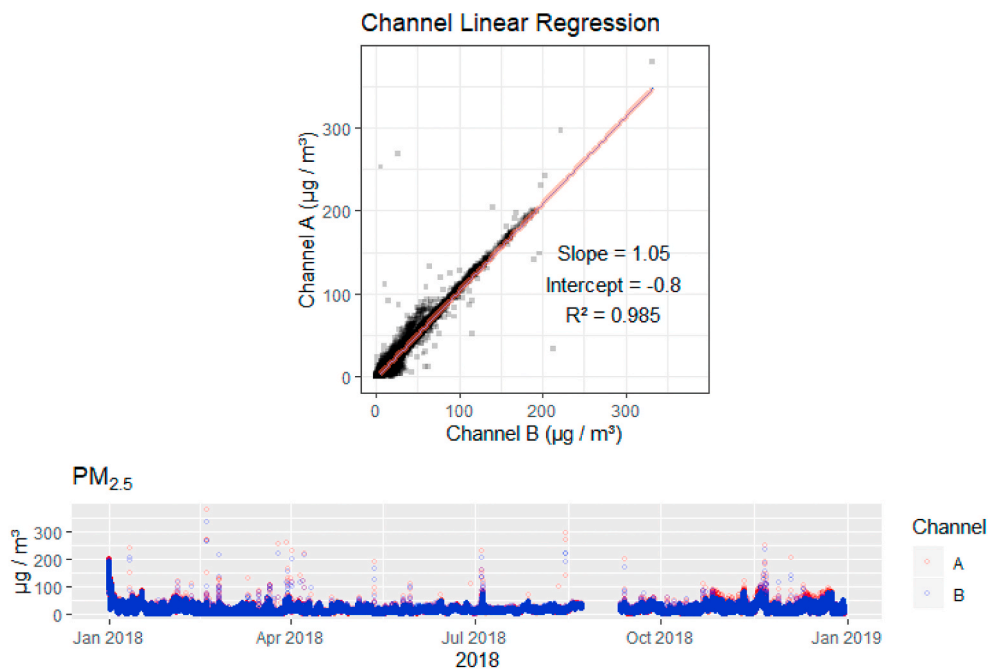 Channel Linear Regression
Channel A (µg / m³)
300
200
100
0
Slope = 1.05
Intercept = -0.8
R² = 0.985
0 100 200 300
Channel B (µg / m³)
PM2.5
µg / m³
300
200
100
0
Channel
A
B
Jan 2018 Apr 2018 Jul 2018 Oct 2018 Jan 2019
2018